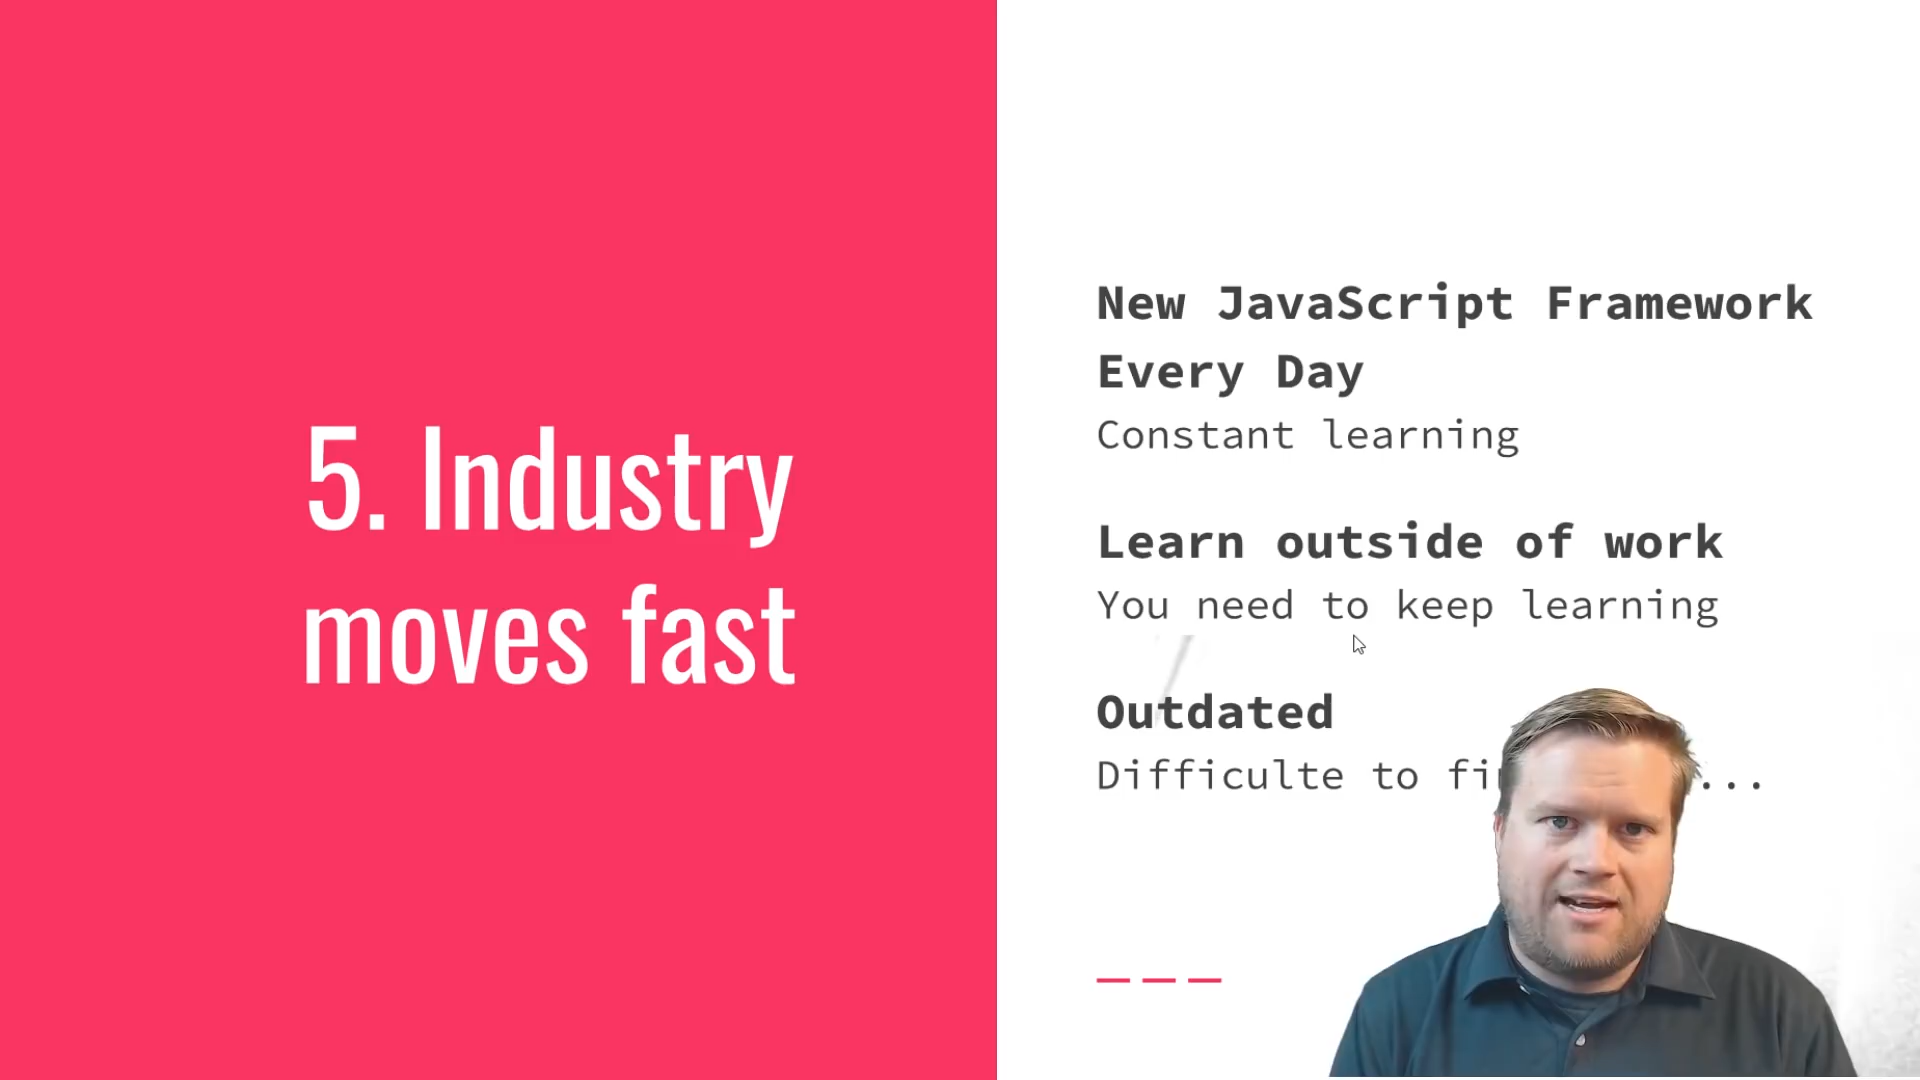 5. Industry
moves fast
New JavaScript Framework
Every Day
Constant learning
Learn outside of work
You need to keep learning
Outdated
Difficulte to ...